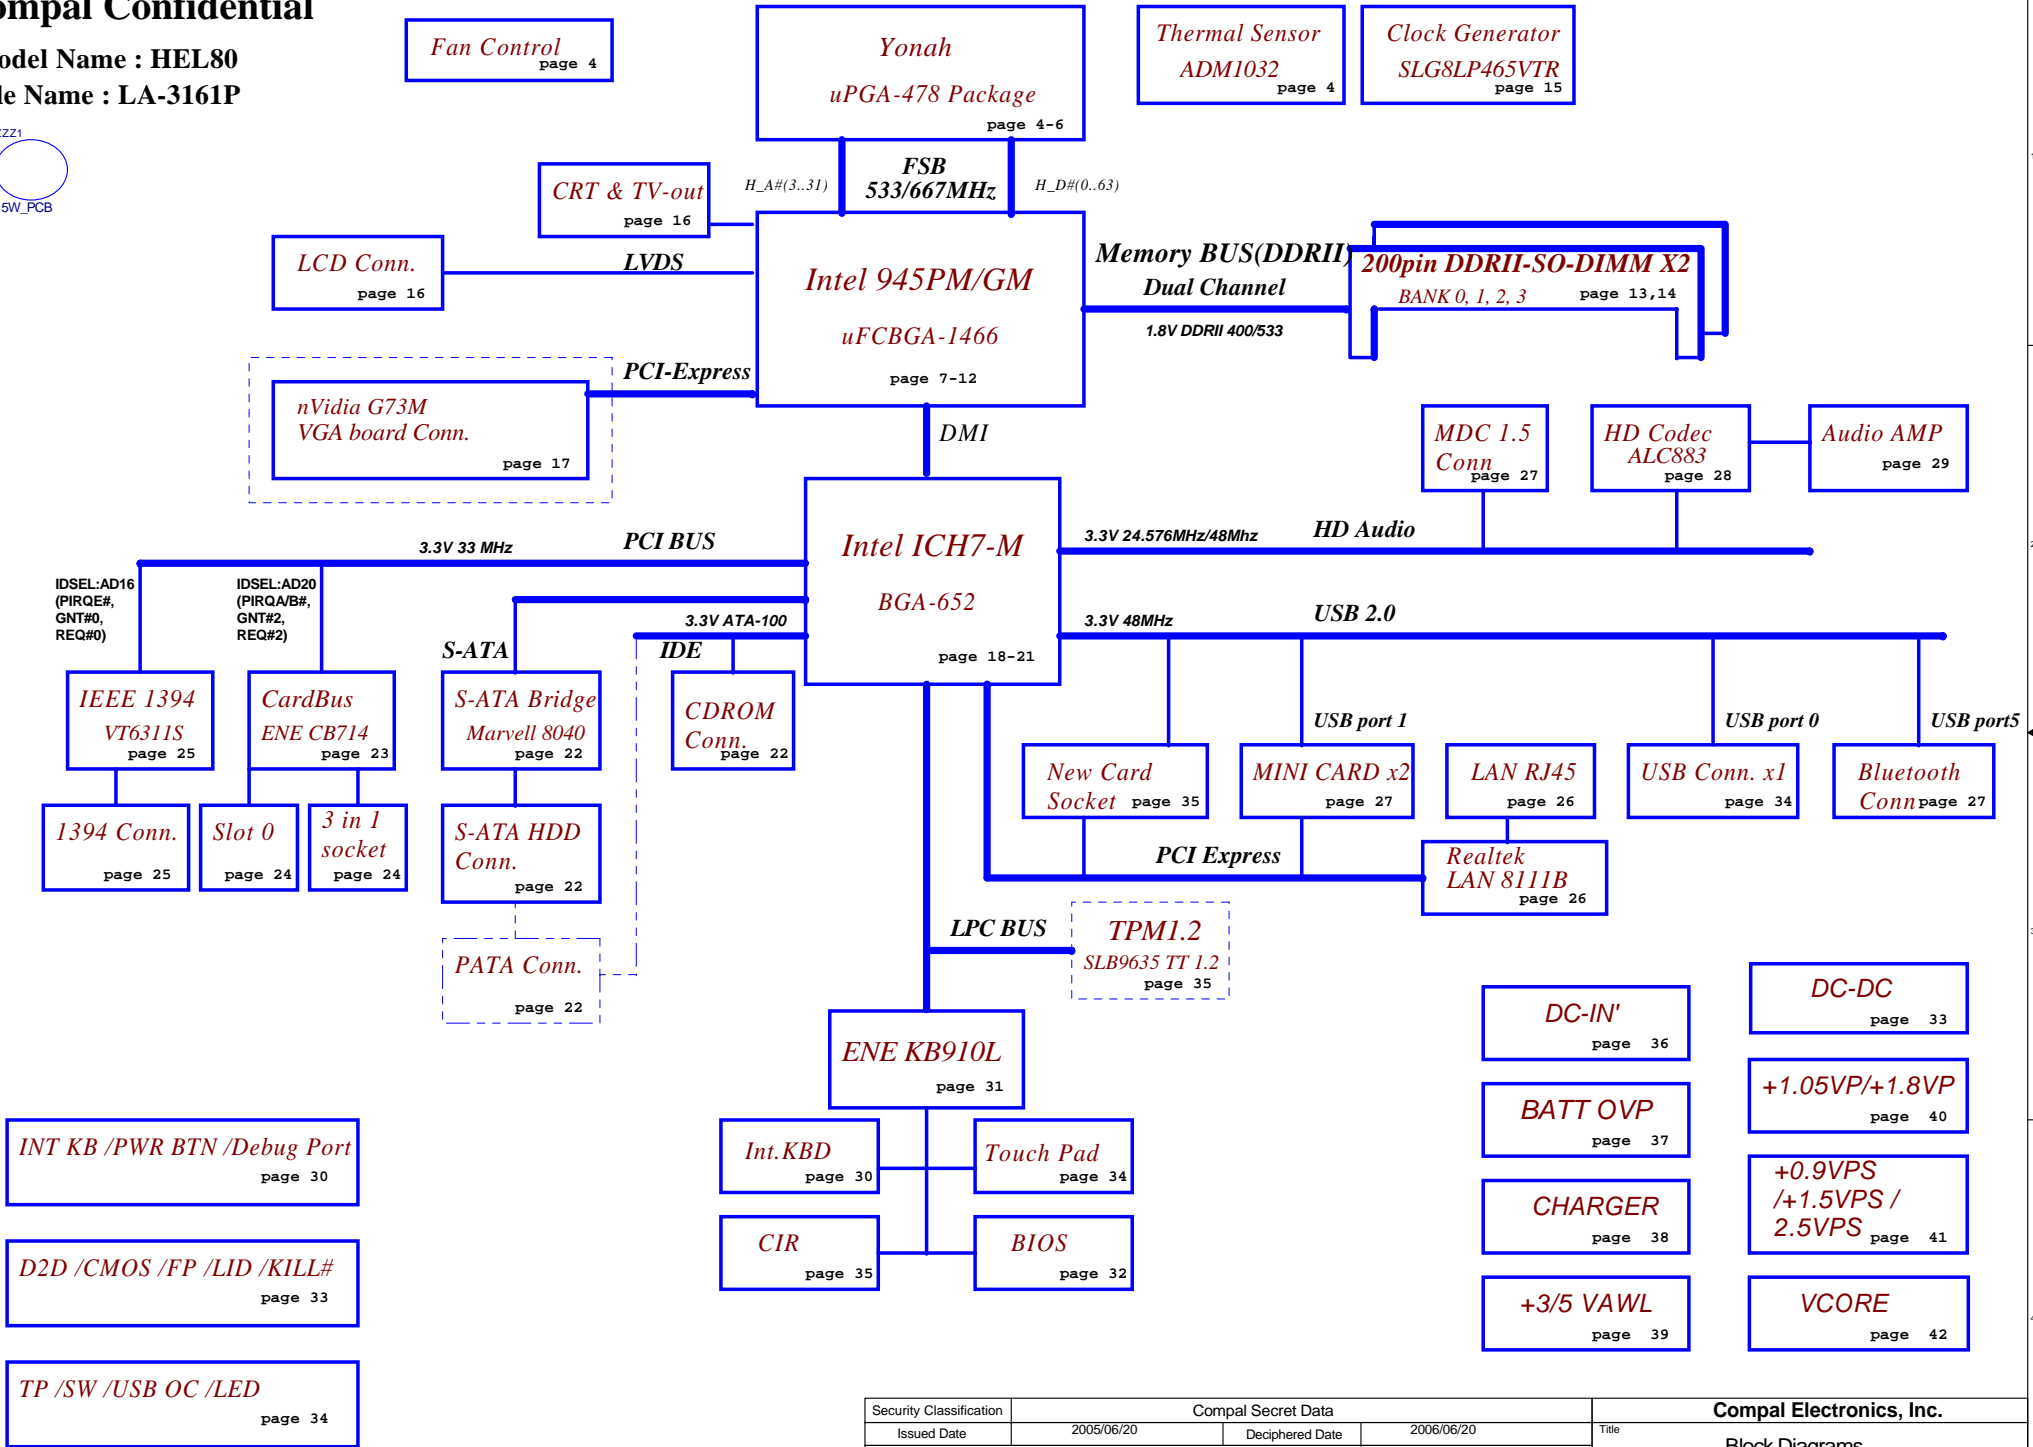 ompal Confidential
odel Name : HEL80
le Name : LA-3161P
ZZZ1
5W_PCB
Fan Control
page 4
Yonah
uPGA-478 Package
page 4-6
Thermal Sensor
ADM1032
page 4
Clock Generator
SLG8LP465VTR
page 15
CRT & TV-out
page 16
H_A#(3..31)
FSB
533/667MHz
H_D#(0..63)
LCD Conn.
page 16
LVDS
Intel 945PM/GM
uFCBGA-1466
page 7-12
Memory BUS(DDRII)
Dual Channel
1.8V DDRII 400/533
200pin DDRII-SO-DIMM X2
BANK 0, 1, 2, 3
page 13,14
PCI-Express
nVidia G73M
VGA board Conn.
page 17
DMI
MDC 1.5
Conn
page 27
HD Codec
ALC883
page 28
Audio AMP
page 29
3.3V 33 MHz
PCI BUS
Intel ICH7-M
BGA-652
page 18-21
3.3V 24.576MHz/48Mhz
HD Audio
IDSEL:AD16
(PIRQE#,
GNT#0,
REQ#0)
IDSEL:AD20
(PIRQA/B#,
GNT#2,
REQ#2)
S-ATA
3.3V ATA-100
IDE
3.3V 48MHz
USB 2.0
IEEE 1394
VT6311S
page 25
CardBus
ENE CB714
page 23
S-ATA Bridge
Marvell 8040
page 22
CDROM
Conn.
page 22
USB port 1
USB port 0
USB port5
New Card
Socket
page 35
MINI CARD x2
page 27
LAN RJ45
page 26
USB Conn. x1
page 34
Bluetooth
Conn
page 27
1394 Conn.
page 25
Slot 0
page 24
3 in 1
socket
page 24
S-ATA HDD
Conn.
page 22
PCI Express
Realtek
LAN 8111B
page 26
PATA Conn.
page 22
LPC BUS
TPM1.2
SLB9635 TT 1.2
page 35
ENE KB910L
page 31
DC-IN'
page 36
DC-DC
page 33
BATT OVP
page 37
+1.05VP/+1.8VP
page 40
INT KB /PWR BTN /Debug Port
page 30
Int.KBD
page 30
Touch Pad
page 34
CHARGER
page 38
+0.9VPS
/+1.5VPS /
2.5VPS
page 41
D2D /CMOS /FP /LID /KILL#
page 33
CIR
page 35
BIOS
page 32
+3/5 VAWL
page 39
VCORE
page 42
TP /SW /USB OC /LED
page 34
Security Classification
Compal Secret Data
Compal Electronics, Inc.
Issued Date
2005/06/20
Deciphered Date
2006/06/20
Title
Block Diagrams